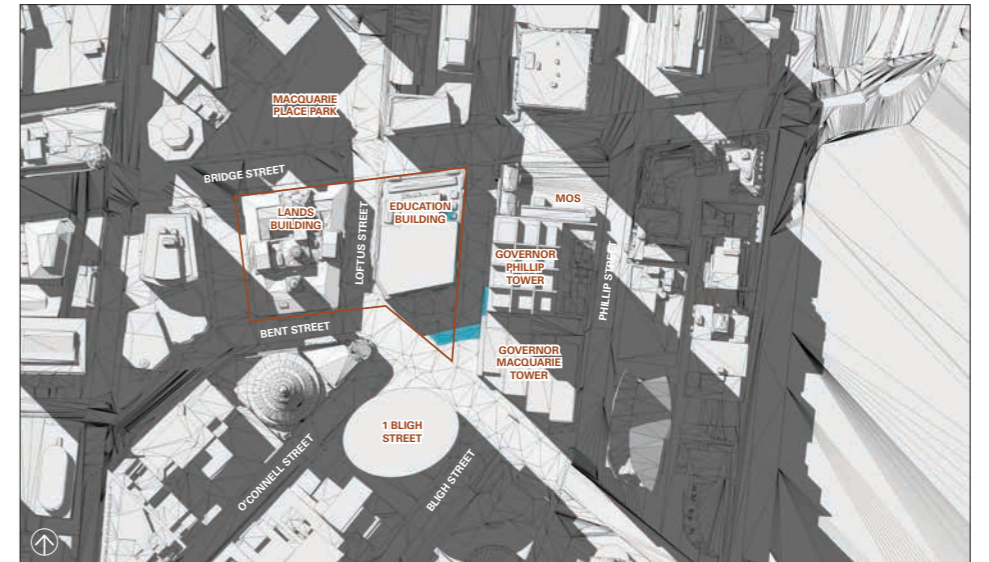 MACQUARIE
PLACE PARK
BRIDGE STREET
LANDS
BUILDING
LOFTUS STREET
EDUCATION
BUILDING
MOS
GOVERNOR
PHILLIP
TOWER
PHILLIP STREET
BENT STREET
GOVERNOR
MACQUARIE
TOWER
1 BLIGH
STREET
O'CONNELL STREET
BLIGH STREET